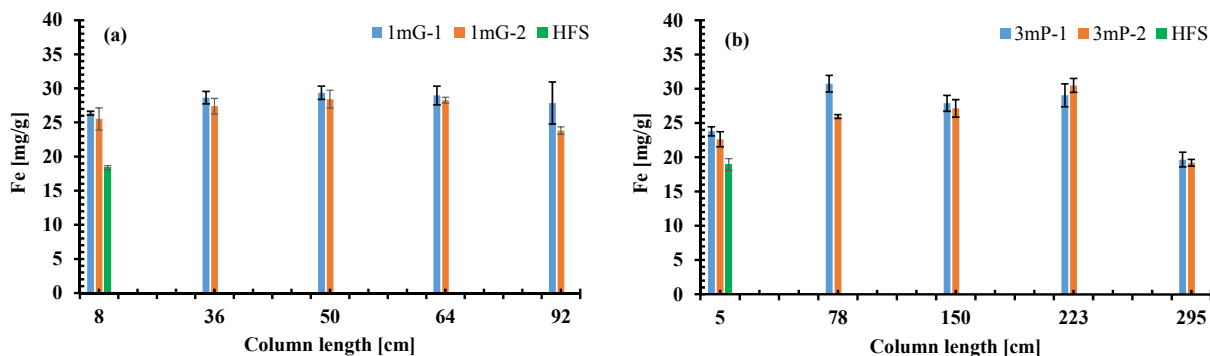 (a)
1mG-1 1mG-2 HFS
Fe [mg/g]
40
35
30
25
20
15
10
5
0
8 36 50 64 92
Column length [cm]
(b)
3mP-1 3mP-2 HFS
Fe [mg/g]
40
35
30
25
20
15
10
5
0
5 78 150 223 295
Column length [cm]